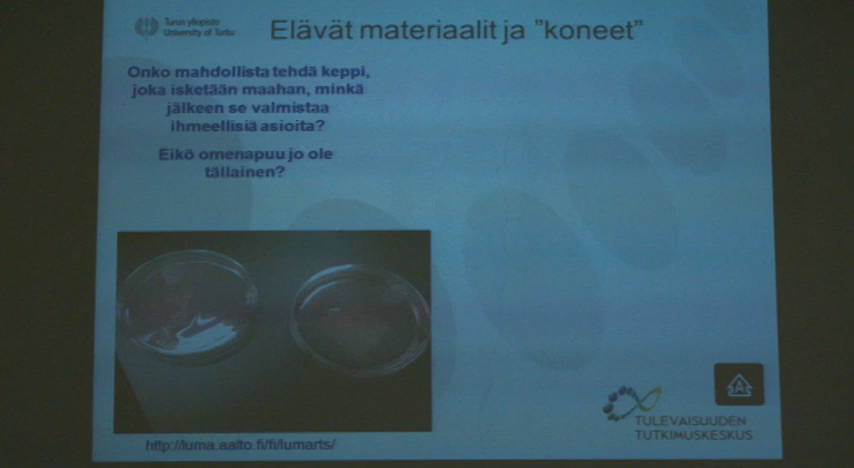 Turun yliopisto
University of Turku
Elävät materiaalit ja ”koneet”
Onko mahdollista tehdä keppi,
joka isketään maahan, minkä
jälkeen se valmistaa
ihmeellisiä asioita?
Eikö omenapuu jo ole
tällainen?
http://luma.aalto.fi/fi/lumarts/
A
TULEVAISUUDEN
TUTKIMUSKESKUS